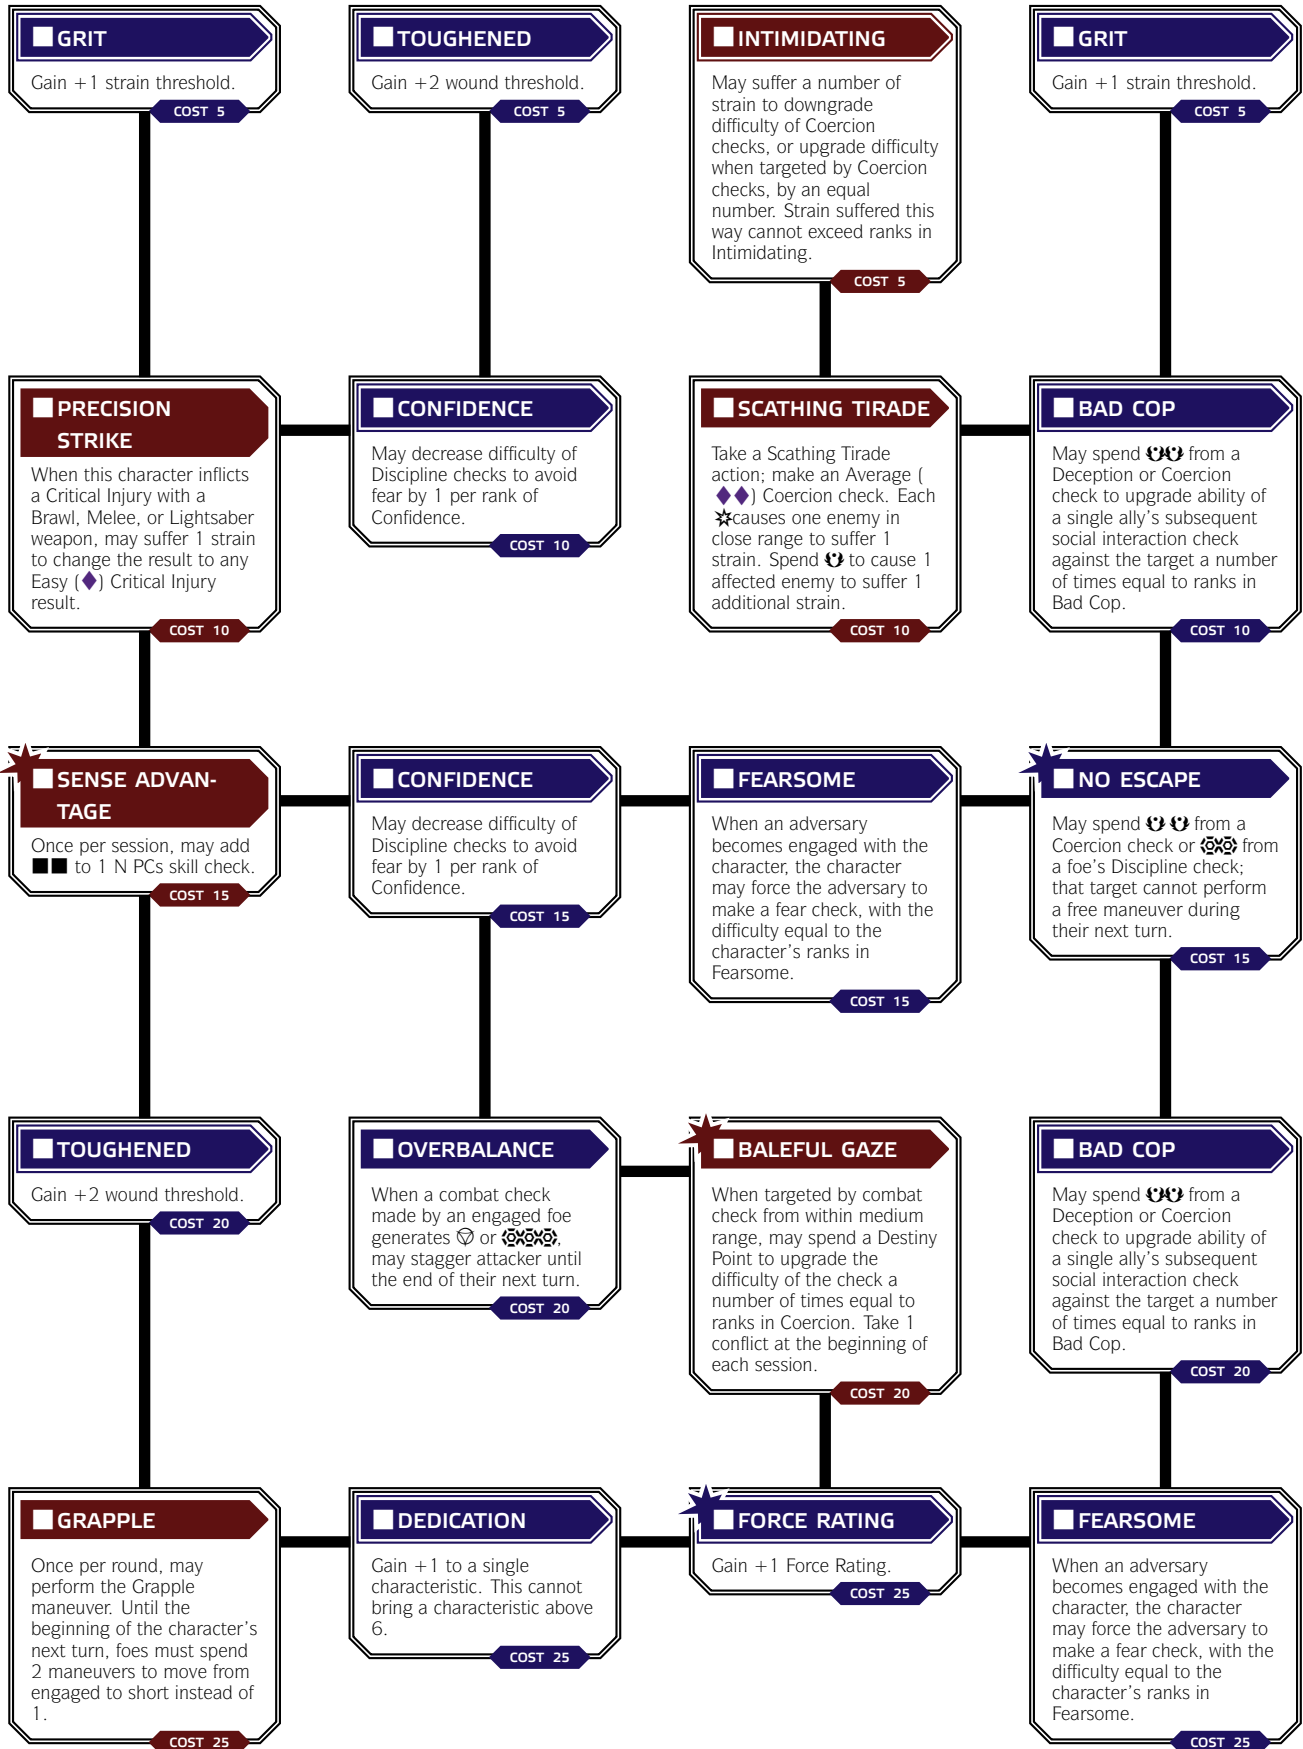 GRIT
Gain +1 strain threshold.
COST 5
TOUGHENED
Gain +2 wound threshold.
COST 5
INTIMIDATING
May suffer a number of
strain to downgrade
difficulty of Coercion
checks, or upgrade difficulty
when targeted by Coercion
checks, by an equal
number. Strain suffered this
way cannot exceed ranks in
Intimidating.
COST 5
GRIT
Gain +1 strain threshold.
COST 5
PRECISION
STRIKE
When this character inflicts
a Critical Injury with a
Brawl, Melee, or Lightsaber
weapon, may suffer 1 strain
to change the result to any
Easy (♦) Critical Injury
result.
COST 10
CONFIDENCE
May decrease difficulty of
Discipline checks to avoid
fear by 1 per rank of
Confidence.
COST 10
SCATHING TIRADE
Take a Scathing Tirade
action; make an Average (
♦♦) Coercion check. Each
causes one enemy in
close range to suffer 1
strain. Spend to cause 1
affected enemy to suffer 1
additional strain.
COST 10
BAD COP
May spend from a
Deception or Coercion
check to upgrade ability of
a single ally's subsequent
social interaction check
against the target a number
of times equal to ranks in
Bad Cop.
COST 10
SENSE ADVAN-
TAGE
Once per session, may add
■■ to 1 N PCs skill check.
COST 15
CONFIDENCE
May decrease difficulty of
Discipline checks to avoid
fear by 1 per rank of
Confidence.
COST 15
FEARSOME
When an adversary
becomes engaged with the
character, the character
may force the adversary to
make a fear check, with the
difficulty equal to the
character's ranks in
Fearsome.
COST 15
NO ESCAPE
May spend from a
Coercion check or from
a foe's Discipline check;
that target cannot perform
a free maneuver during
their next turn.
COST 15
TOUGHENED
Gain +2 wound threshold.
COST 20
OVERBALANCE
When a combat check
made by an engaged foe
generates or ,
may stagger attacker until
the end of their next turn.
COST 20
BALEFUL GAZE
When targeted by combat
check from within medium
range, may spend a Destiny
Point to upgrade the
difficulty of the check a
number of times equal to
ranks in Coercion. Take 1
conflict at the beginning of
each session.
COST 20
BAD COP
May spend from a
Deception or Coercion
check to upgrade ability of
a single ally's subsequent
social interaction check
against the target a number
of times equal to ranks in
Bad Cop.
COST 20
GRAPPLE
Once per round, may
perform the Grapple
maneuver. Until the
beginning of the character's
next turn, foes must spend
2 maneuvers to move from
engaged to short instead of
1.
COST 25
DEDICATION
Gain +1 to a single
characteristic. This cannot
bring a characteristic above
6.
COST 25
FORCE RATING
Gain +1 Force Rating.
COST 25
FEARSOME
When an adversary
becomes engaged with the
character, the character
may force the adversary to
make a fear check, with the
difficulty equal to the
character's ranks in
Fearsome.
COST 25